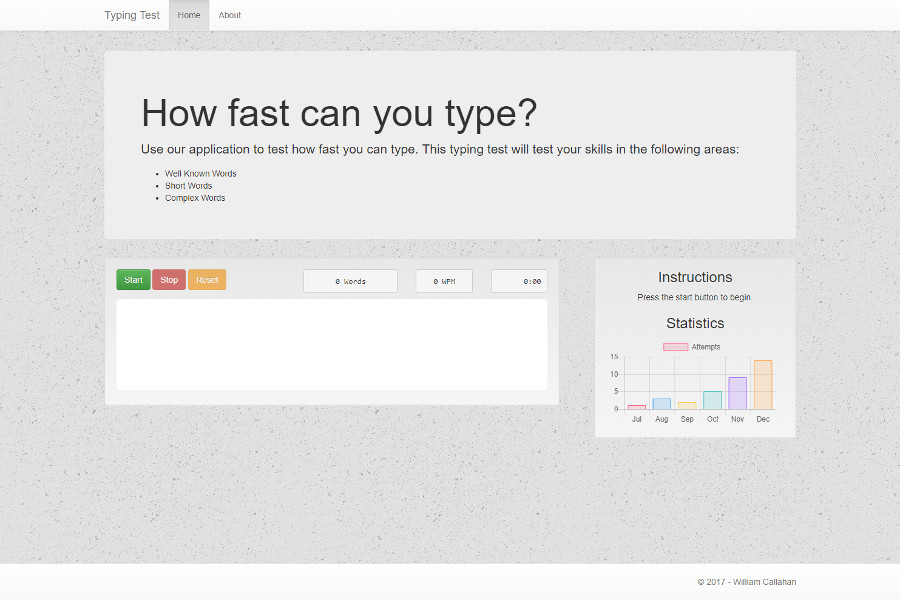 Typing Test Home About
How fast can you type?
Use our application to test how fast you can type. This typing test will test your skills in the following areas:
Well Known Words
Short Words
Complex Words
Start Stop Reset 0 Words 0 WPM 0:00
Instructions
Press the start button to begin.
Statistics
Attempts
15
10
5
0
Jul Aug Sep Oct Nov Dec
© 2017 - William Callahan